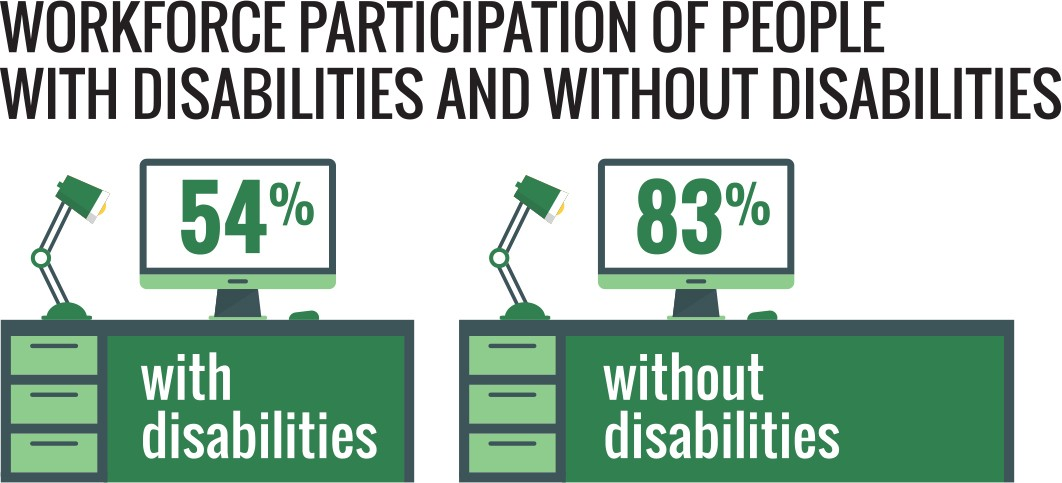 WORKFORCE PARTICIPATION OF PEOPLE
WITH DISABILITIES AND WITHOUT DISABILITIES
54%
with
disabilities
83%
without
disabilities